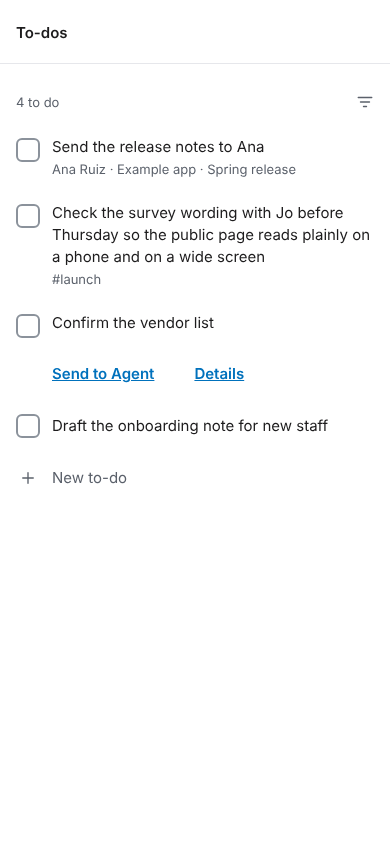 To-dos
4 to do
Send the release notes to Ana
Ana Ruiz · Example app · Spring release
Check the survey wording with Jo before
Thursday so the public page reads plainly on
a phone and on a wide screen
#launch
Confirm the vendor list
Send to Agent Details
Draft the onboarding note for new staff
New to-do